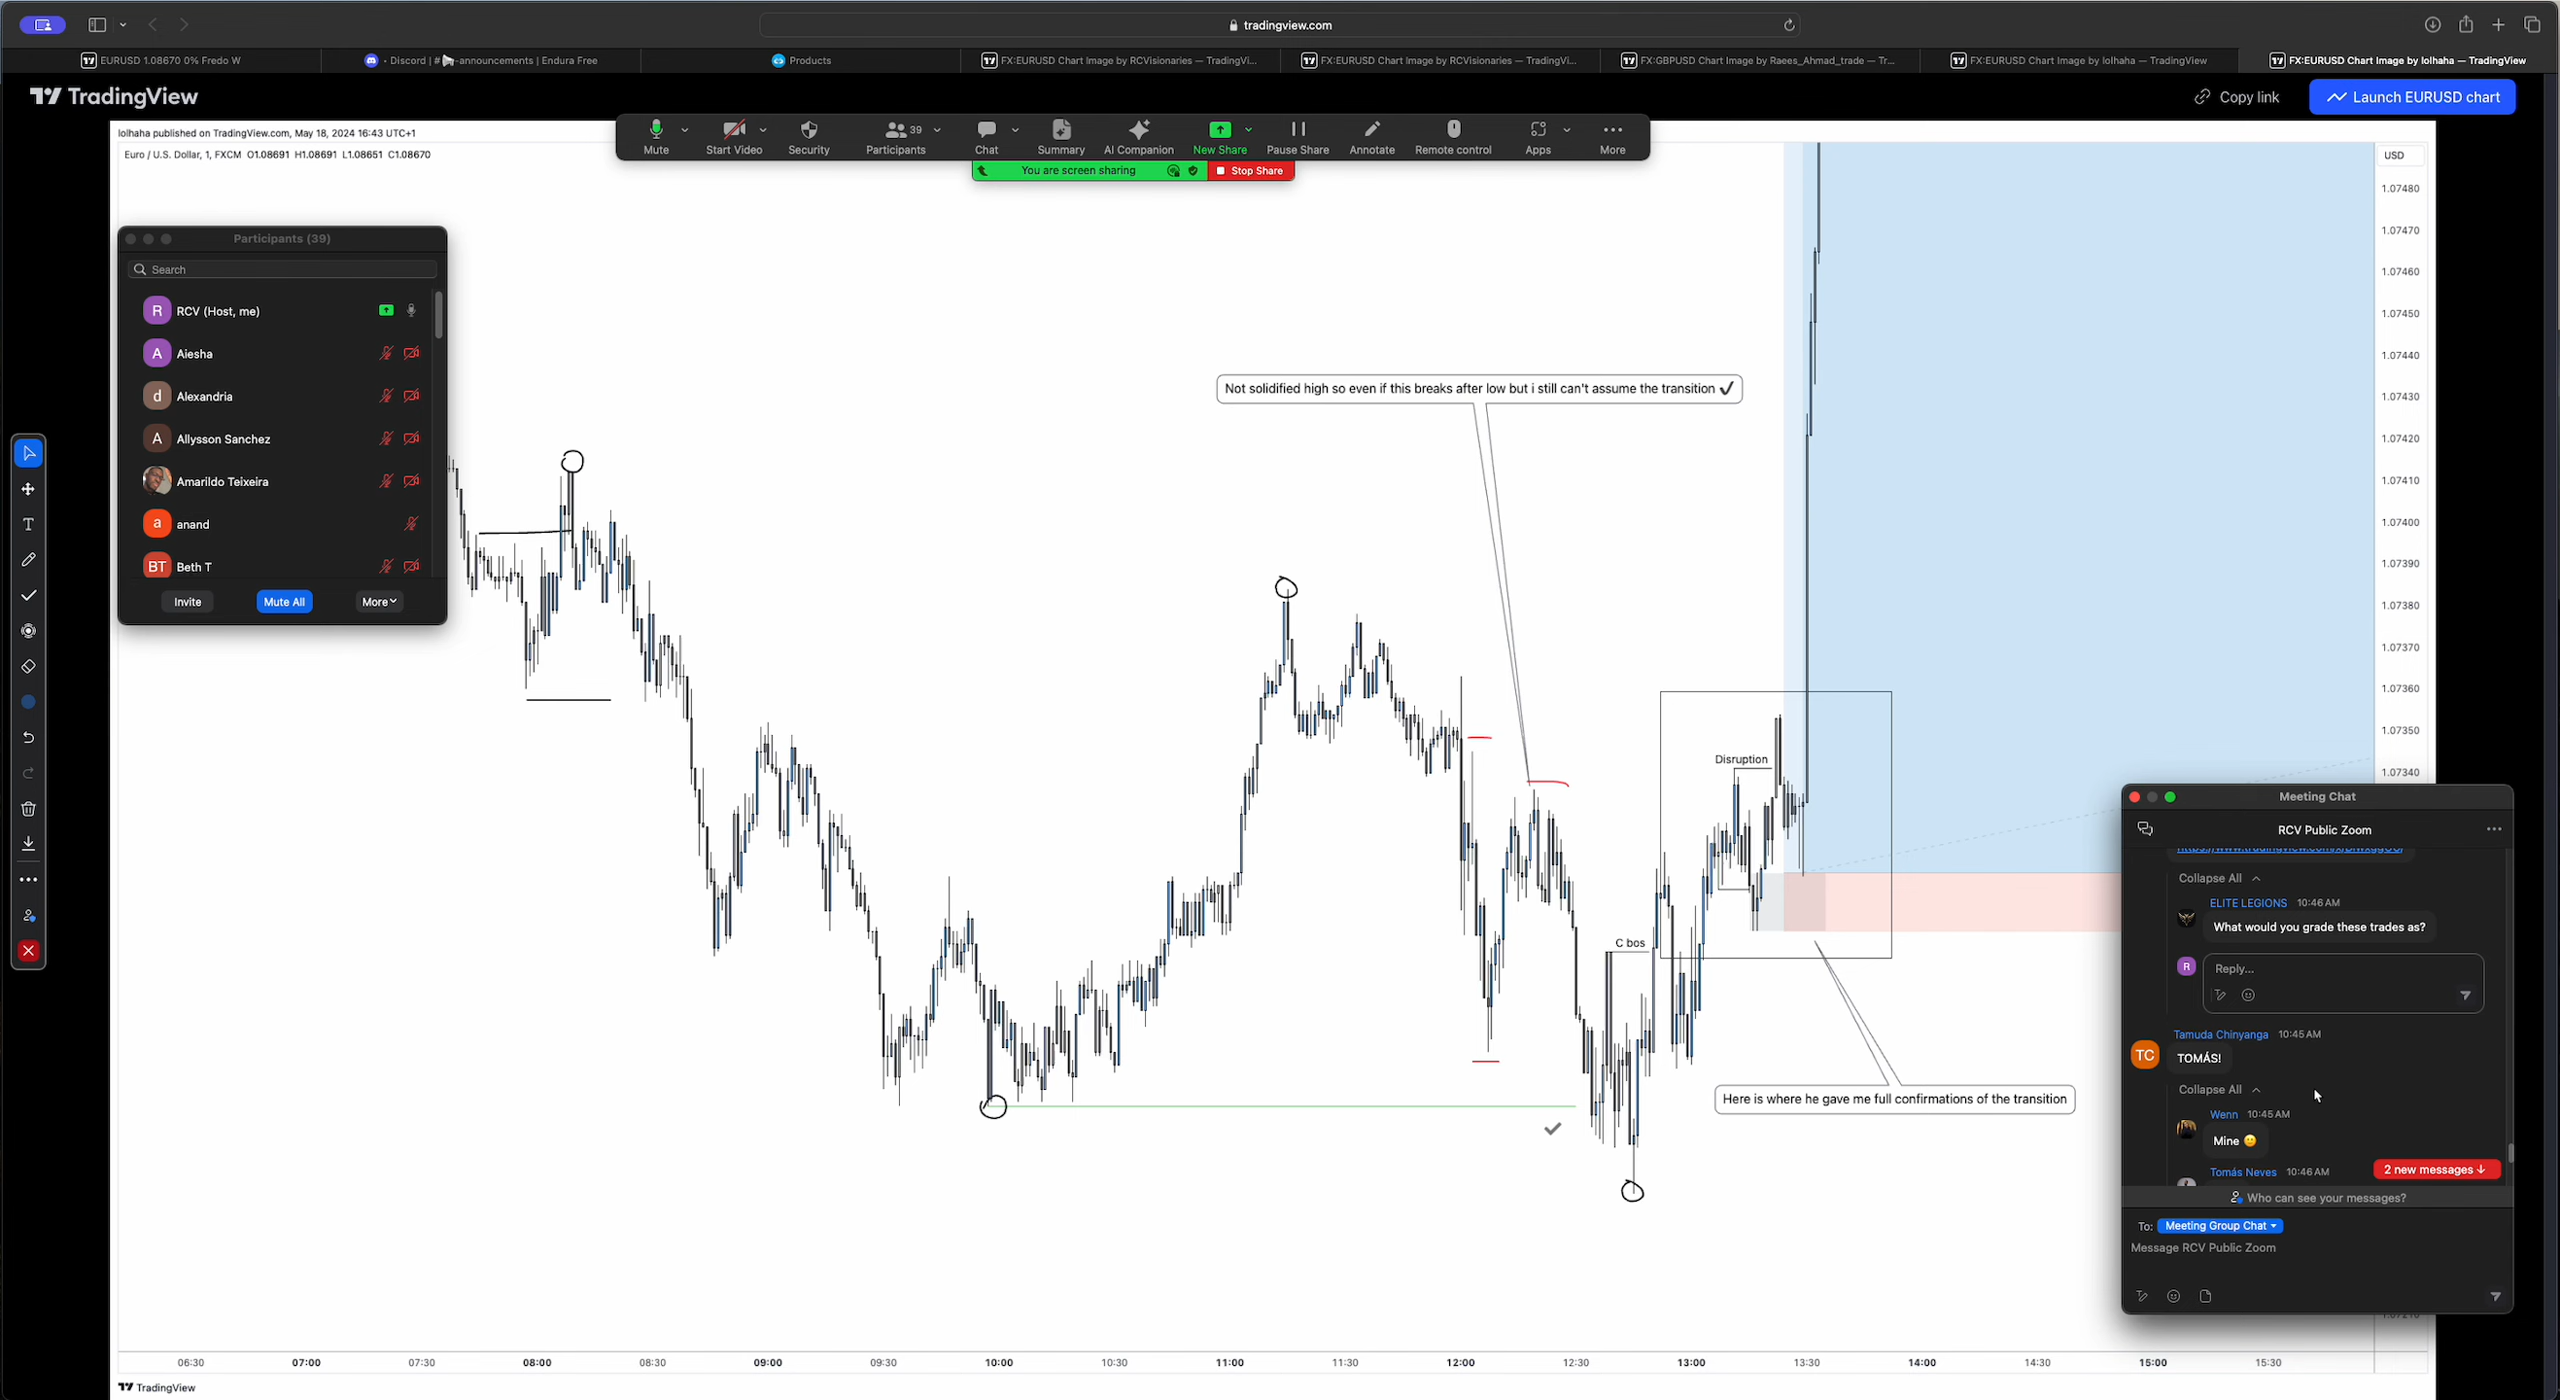 tradingview.com
EURUSD 1.08670 0% Fredo W
- Discord | #
-announcements | Endura Free
Products
FX:EURUSD Chart Image by RCVisionaries — TradingVi...
FX:EURUSD Chart Image by RCVisionaries — TradingVi...
FX:GBPUSD Chart Image by Raees_Ahmad_trade — Tr...
FX:EURUSD Chart Image by lolhaha — TradingView
FX:EURUSD Chart Image by lolhaha — TradingView
TradingView
Copy link
Launch EURUSD chart
lolhaha published on TradingView.com, May 18, 2024 16:43 UTC+1
Euro / U.S. Dollar, 1, FXCM O1.08691 H1.08691 L1.08651 C1.08670
39
Mute
Start Video
Security
Participants
Chat
Summary
AI Companion
New Share
Pause Share
Annotate
Remote control
Apps
More
You are screen sharing
Stop Share
USD
1.07480
1.07470
1.07460
1.07450
1.07440
1.07430
1.07420
1.07410
1.07400
1.07390
1.07380
1.07370
1.07360
1.07350
1.07340
Participants (39)
Search
R RCV (Host, me)
A Aiesha
d Alexandria
A Allysson Sanchez
Amarildo Teixeira
a anand
BT Beth T
Invite
Mute All
More
Not solidified high so even if this breaks after low but i still can't assume the transition ✓
Disruption
C bos
Here is where he gave me full confirmations of the transition
Meeting Chat
RCV Public Zoom
Collapse All
ELITE LEGIONS 10:46 AM
What would you grade these trades as?
R
Reply...
Tamuda Chinyanga 10:45 AM
TC
TOMÁS!
Collapse All
Wenn 10:45 AM
Mine 🙂
Tomás Neves 10:46 AM
2 new messages ↓
Who can see your messages?
To: Meeting Group Chat
Message RCV Public Zoom
06:30
07:00
07:30
08:00
08:30
09:00
09:30
10:00
10:30
11:00
11:30
12:00
12:30
13:00
13:30
14:00
14:30
15:00
15:30
TradingView